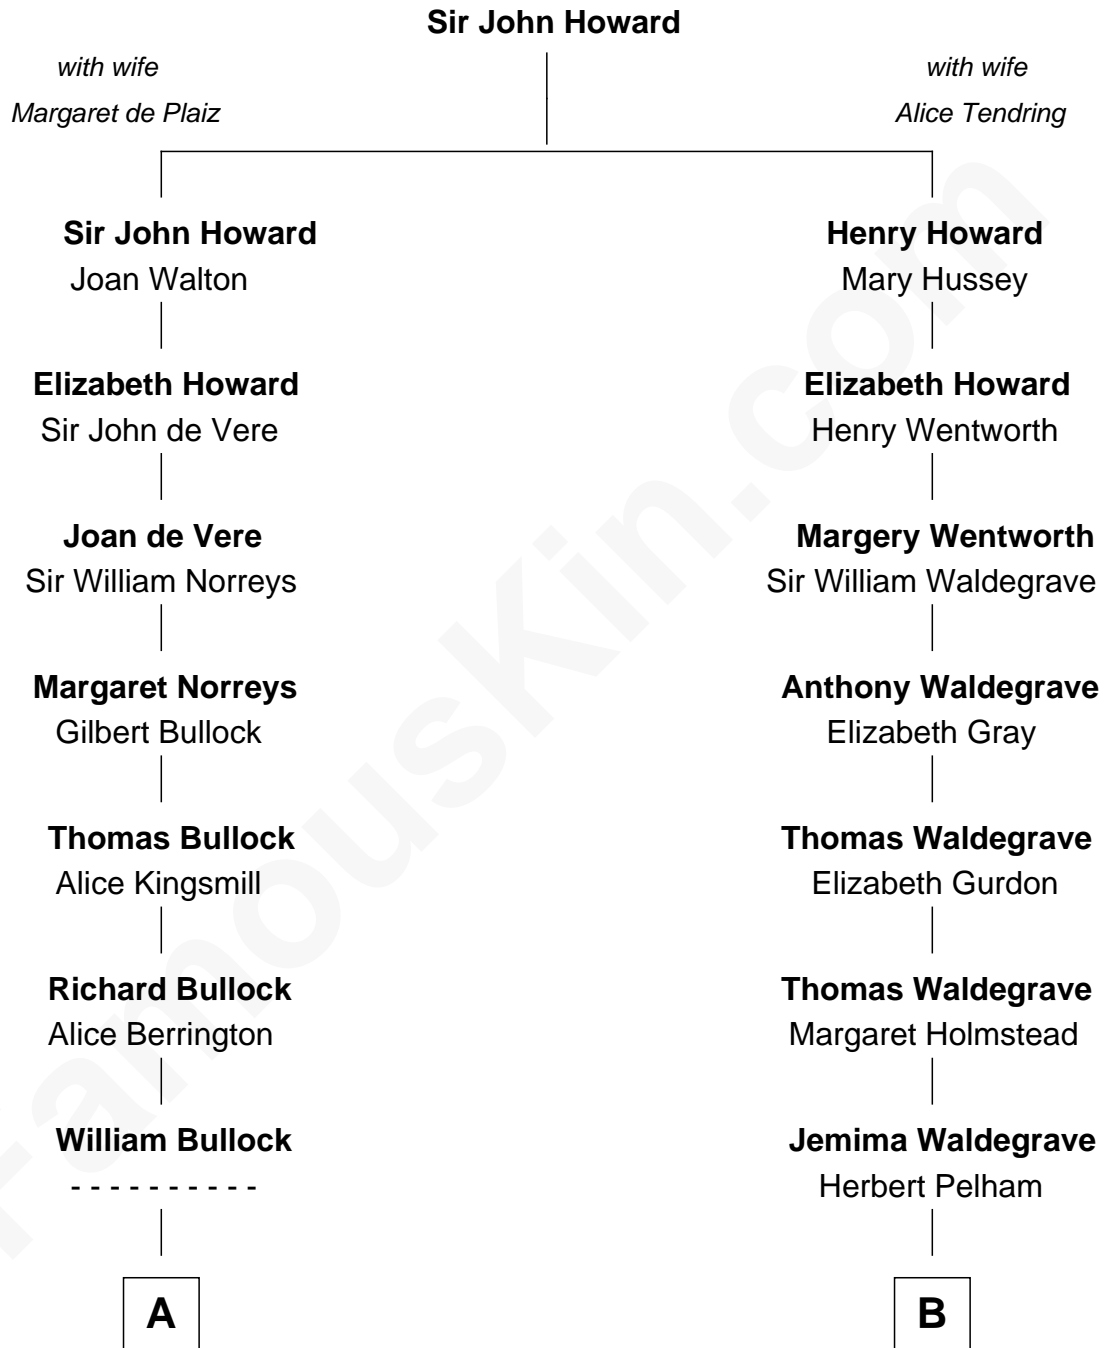 Sir John Howard
with wife
Margaret de Plaiz
with wife
Alice Tendring
Sir John Howard
Joan Walton
Henry Howard
Mary Hussey
Elizabeth Howard
Sir John de Vere
Elizabeth Howard
Henry Wentworth
Joan de Vere
Sir William Norreys
Margery Wentworth
Sir William Waldegrave
Margaret Norreys
Gilbert Bullock
Anthony Waldegrave
Elizabeth Gray
Thomas Bullock
Alice Kingsmill
Thomas Waldegrave
Elizabeth Gurdon
Richard Bullock
Alice Berrington
Thomas Waldegrave
Margaret Holmstead
William Bullock
- - - - - - - - - -
Jemima Waldegrave
Herbert Pelham
A
B
FamousKin.com